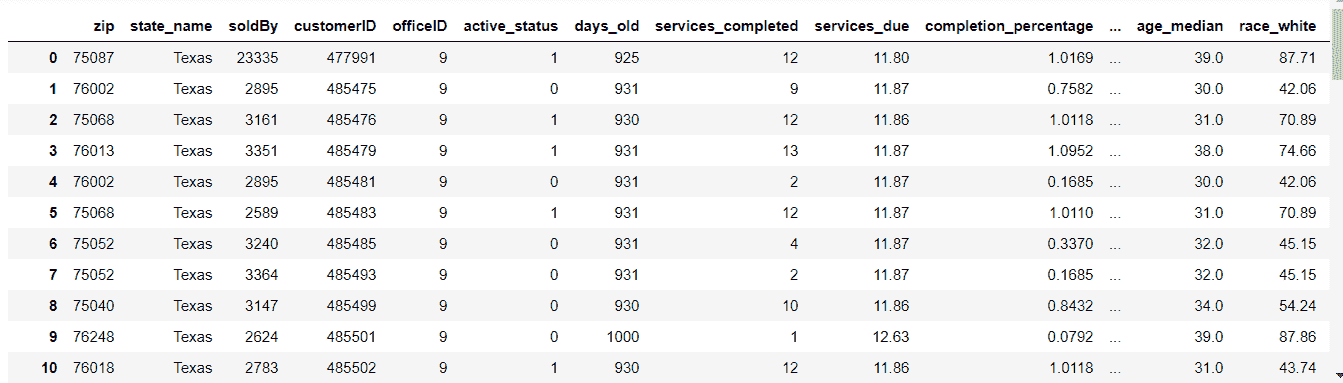 zip state_name soldBy customerID officeID active_status days_old services_completed services_due completion_percentage ... age_median race_white
0 75087 Texas 23335 477991 9 1 925 12 11.80 1.0169 ... 39.0 87.71
1 76002 Texas 2895 485475 9 0 931 9 11.87 0.7582 ... 30.0 42.06
2 75068 Texas 3161 485476 9 1 930 12 11.86 1.0118 ... 31.0 70.89
3 76013 Texas 3351 485479 9 1 931 13 11.87 1.0952 ... 38.0 74.66
4 76002 Texas 2895 485481 9 0 931 2 11.87 0.1685 ... 30.0 42.06
5 75068 Texas 2589 485483 9 1 931 12 11.87 1.0110 ... 31.0 70.89
6 75052 Texas 3240 485485 9 0 931 4 11.87 0.3370 ... 32.0 45.15
7 75052 Texas 3364 485493 9 0 931 2 11.87 0.1685 ... 32.0 45.15
8 75040 Texas 3147 485499 9 0 930 10 11.86 0.8432 ... 34.0 54.24
9 76248 Texas 2624 485501 9 0 1000 1 12.63 0.0792 ... 39.0 87.86
10 76018 Texas 2783 485502 9 1 930 12 11.86 1.0118 ... 31.0 43.74